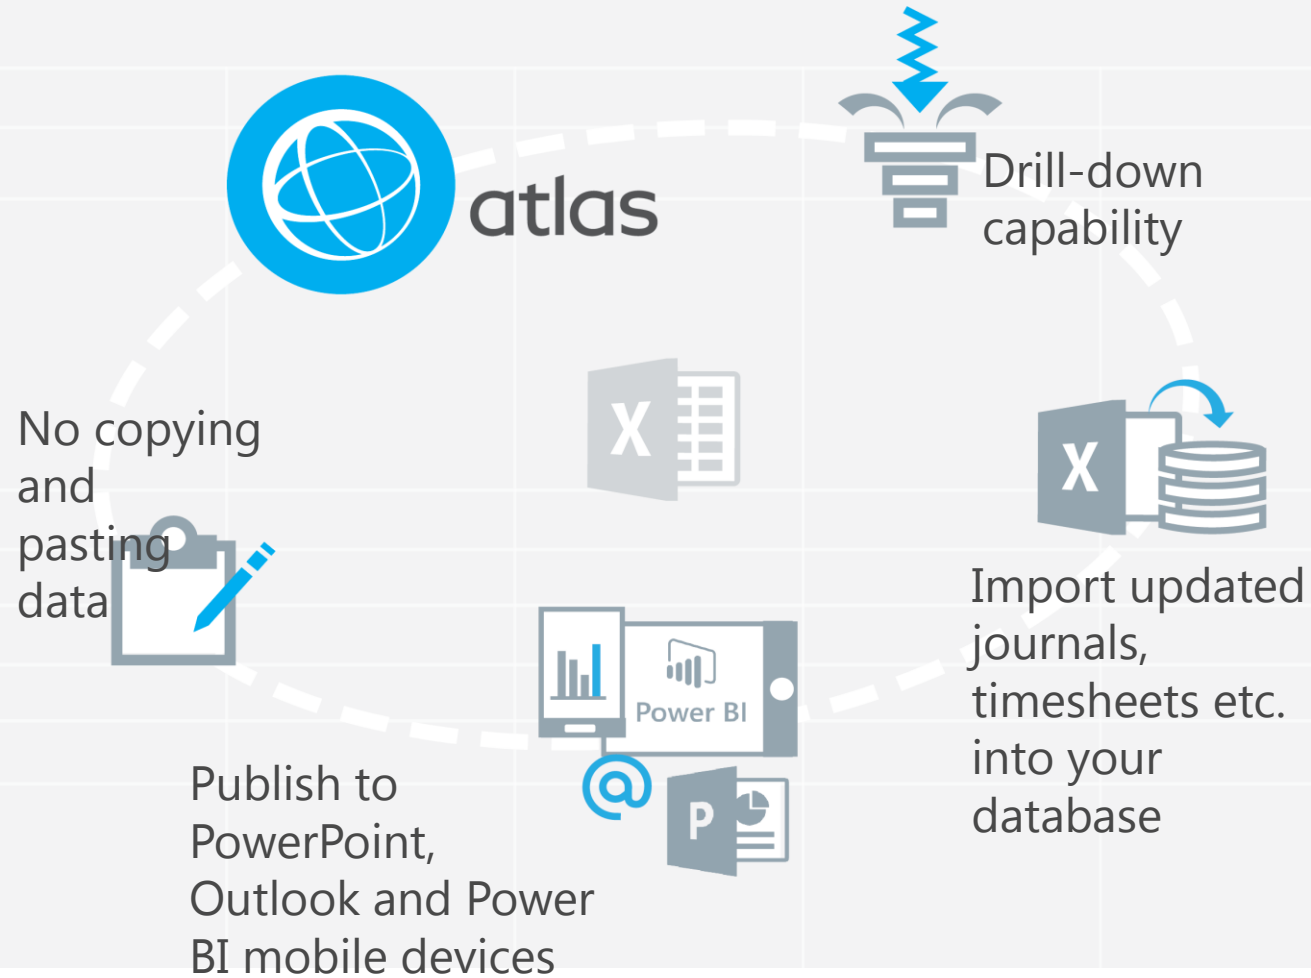 atlas
Drill-down
capability
No copying
and
pasting
data
X
X
Import updated
journals,
timesheets etc.
into your
database
Power BI
@
P
Publish to
PowerPoint,
Outlook and Power
BI mobile devices